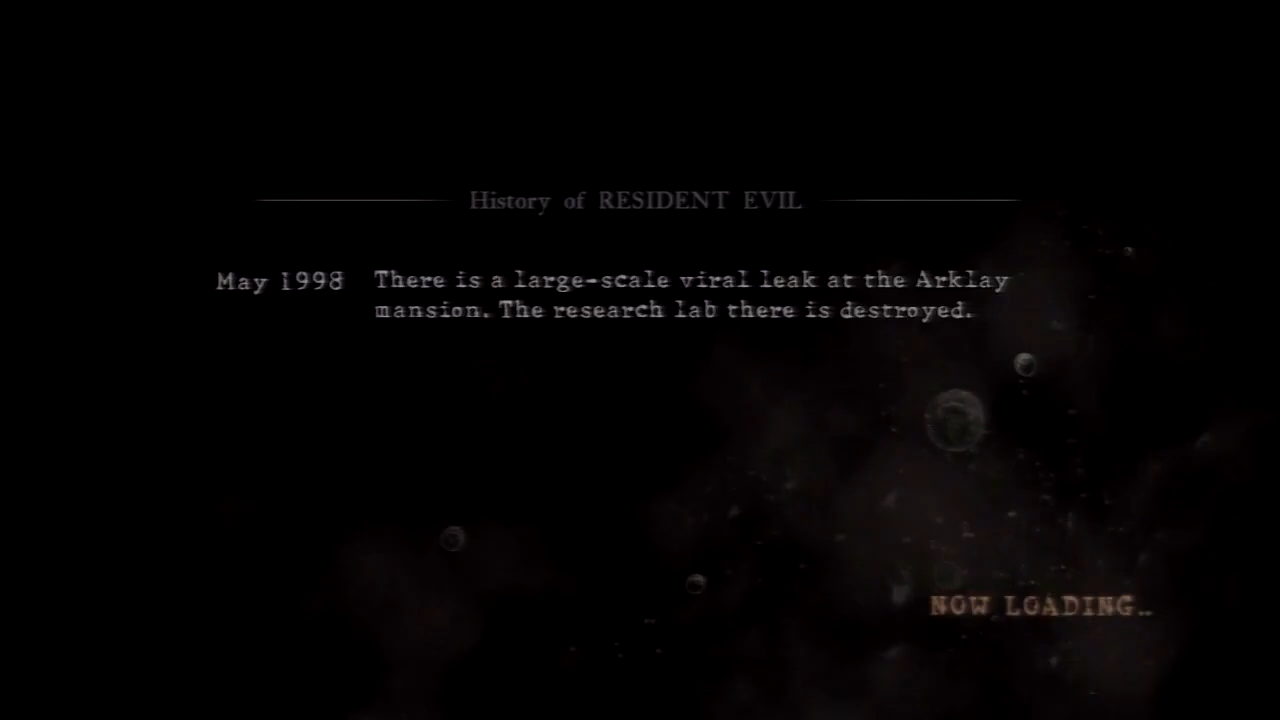 History of RESIDENT EVIL
May 1998 There is a large-scale viral leak at the Arklay
mansion. The research lab there is destroyed.
NOW LOADING..